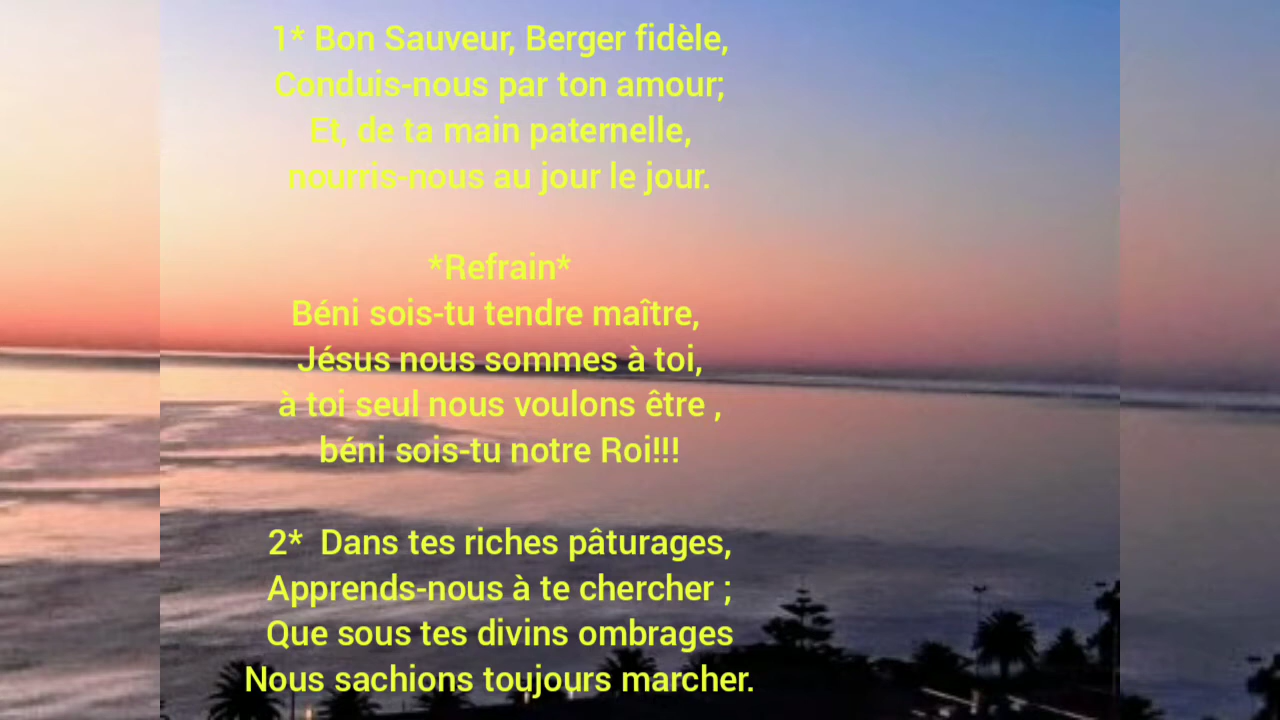 1* Bon Sauveur, Berger fidèle,
Conduis-nous par ton amour;
Et, de ta main paternelle,
nourris-nous au jour le jour.
*Refrain*
Béni sois-tu tendre maître,
Jésus nous sommes à toi,
à toi seul nous voulons être ,
béni sois-tu notre Roi!!!
2*  Dans tes riches pâturages,
Apprends-nous à te chercher ;
Que sous tes divins ombrages
Nous sachions toujours marcher.